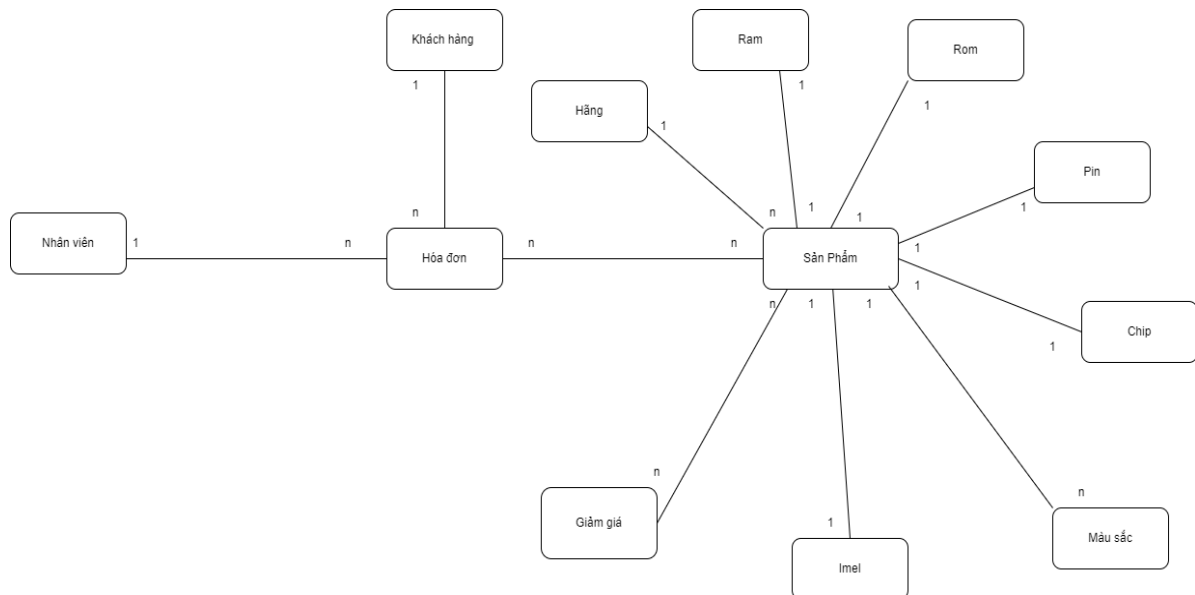 Khách hàng
1
n
Nhân viên
1
n
Hóa đơn
n
n
Hãng
1
n
Ram
1
1
Rom
1
1
Pin
1
1
Sản Phẩm
Chip
1
1
Giảm giá
n
n
Imel
1
1
Máu sắc
n
1